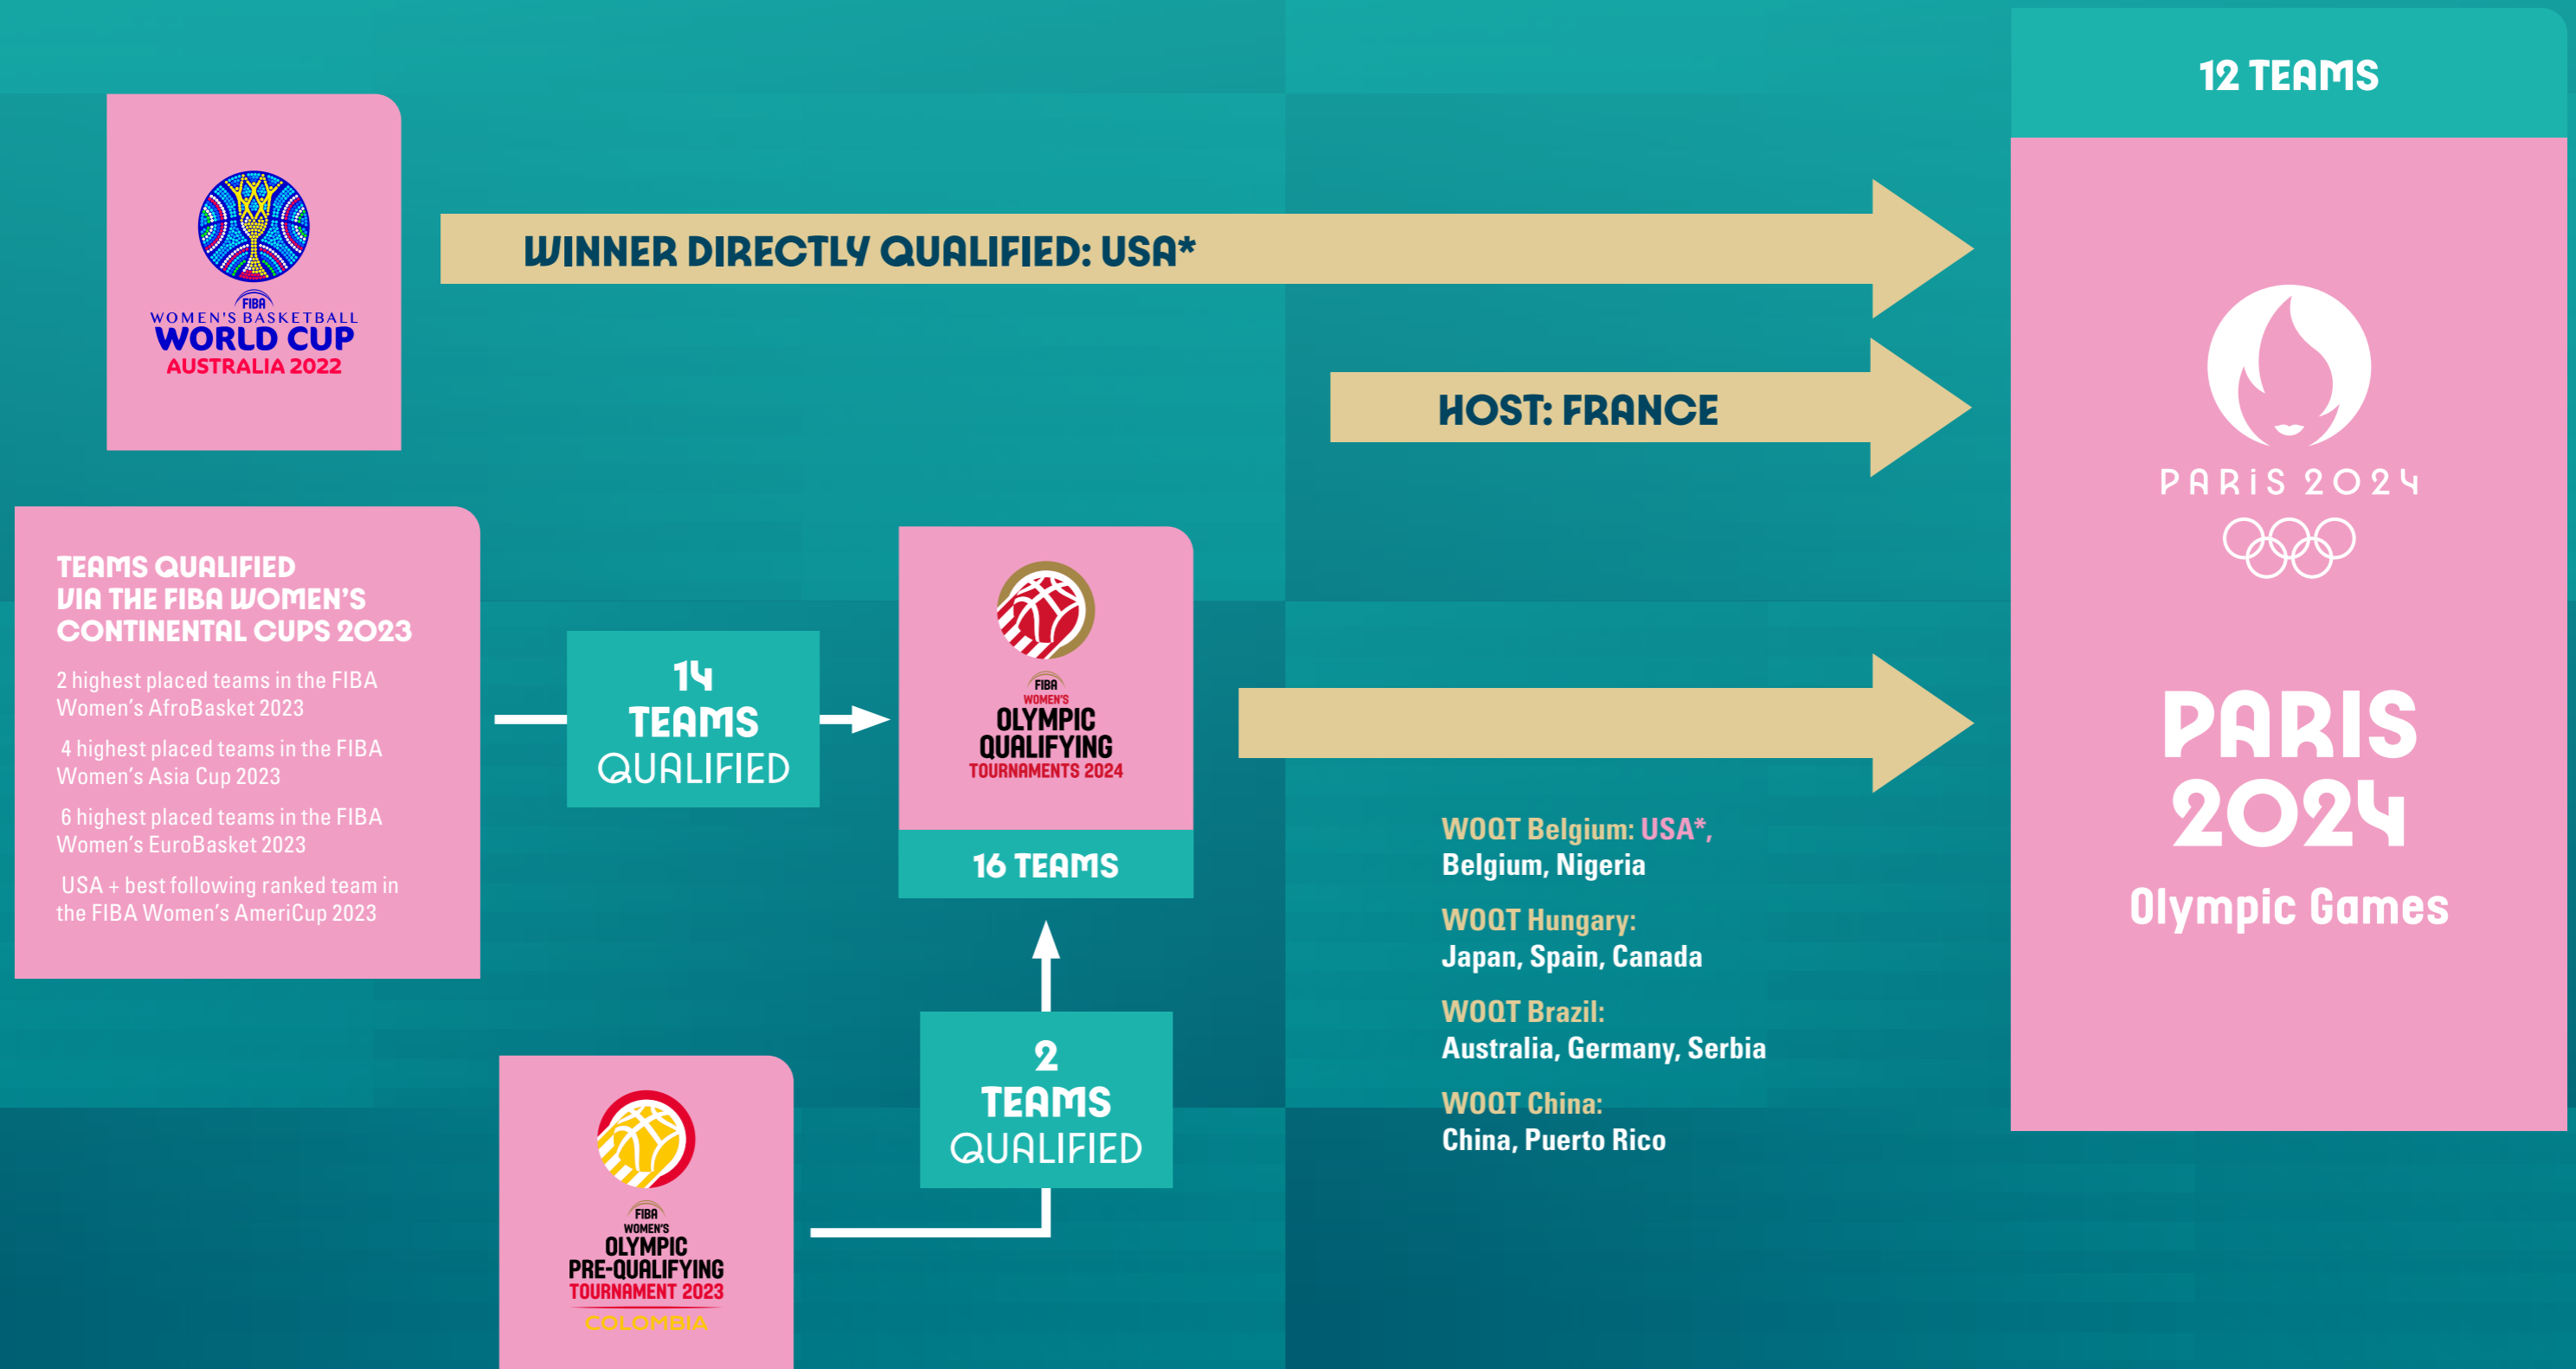 12 TEAMS
FIBA
WOMEN'S BASKETBALL
WORLD CUP
AUSTRALIA 2022
WINNER DIRECTLY QUALIFIED: USA*
HOST: FRANCE
PARIS 2024
TEAMS QUALIFIED
VIA THE FIBA WOMEN'S
CONTINENTAL CUPS 2023
2 highest placed teams in the FIBA
Women's AfroBasket 2023
4 highest placed teams in the FIBA
Women's Asia Cup 2023
6 highest placed teams in the FIBA
Women's EuroBasket 2023
USA + best following ranked team in
the FIBA Women's AmeriCup 2023
14
TEAMS
QUALIFIED
FIBA
WOMEN'S
OLYMPIC
QUALIFYING
TOURNAMENTS 2024
16 TEAMS
2
TEAMS
QUALIFIED
FIBA
WOMEN'S
OLYMPIC
PRE-QUALIFYING
TOURNAMENT 2023
COLOMBIA
WOQT Belgium: USA*,
Belgium, Nigeria
WOQT Hungary:
Japan, Spain, Canada
WOQT Brazil:
Australia, Germany, Serbia
WOQT China:
China, Puerto Rico
PARIS
2024
Olympic Games